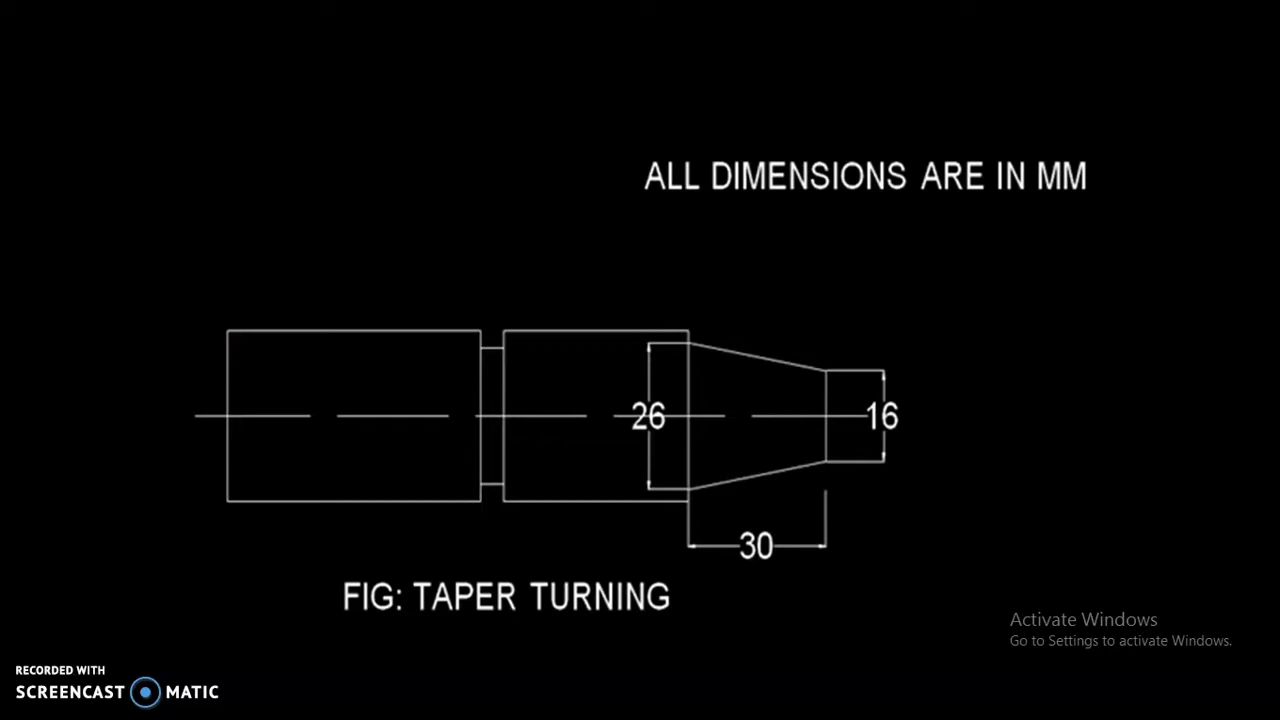 ALL DIMENSIONS ARE IN MM
26
16
30
FIG: TAPER TURNING
Activate Windows
Go to Settings to activate Windows.
RECORDED WITH
SCREENCAST MATIC